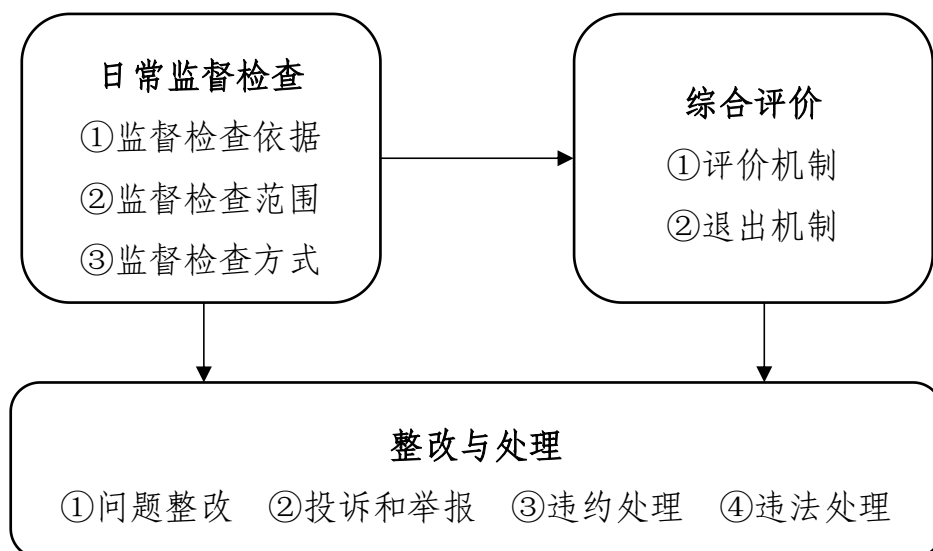 日常监督检查
①监督检查依据
②监督检查范围
③监督检查方式
综合评价
①评价机制
②退出机制
整改与处理
①问题整改 ②投诉和举报 ③违约处理 ④违法处理